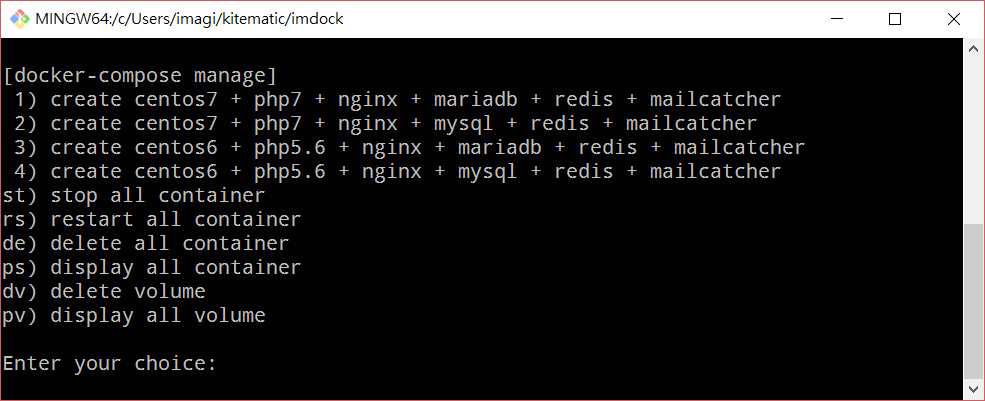 MINGW64:/c/Users/imagi/kitematic/imdock
[docker-compose manage]
1) create centos7 + php7 + nginx + mariadb + redis + mailcatcher
2) create centos7 + php7 + nginx + mysql + redis + mailcatcher
3) create centos6 + php5.6 + nginx + mariadb + redis + mailcatcher
4) create centos6 + php5.6 + nginx + mysql + redis + mailcatcher
st) stop all container
rs) restart all container
de) delete all container
ps) display all container
dv) delete volume
pv) display all volume
Enter your choice: